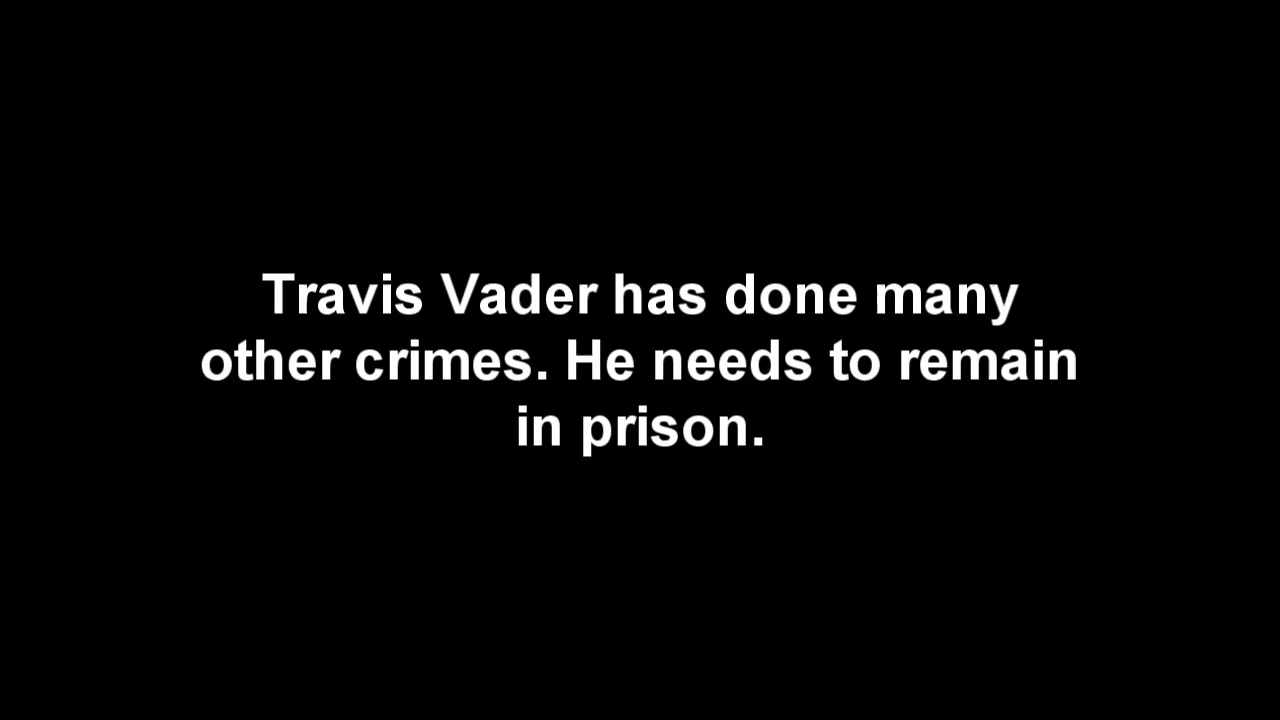 Travis Vader has done many
other crimes. He needs to remain
in prison.